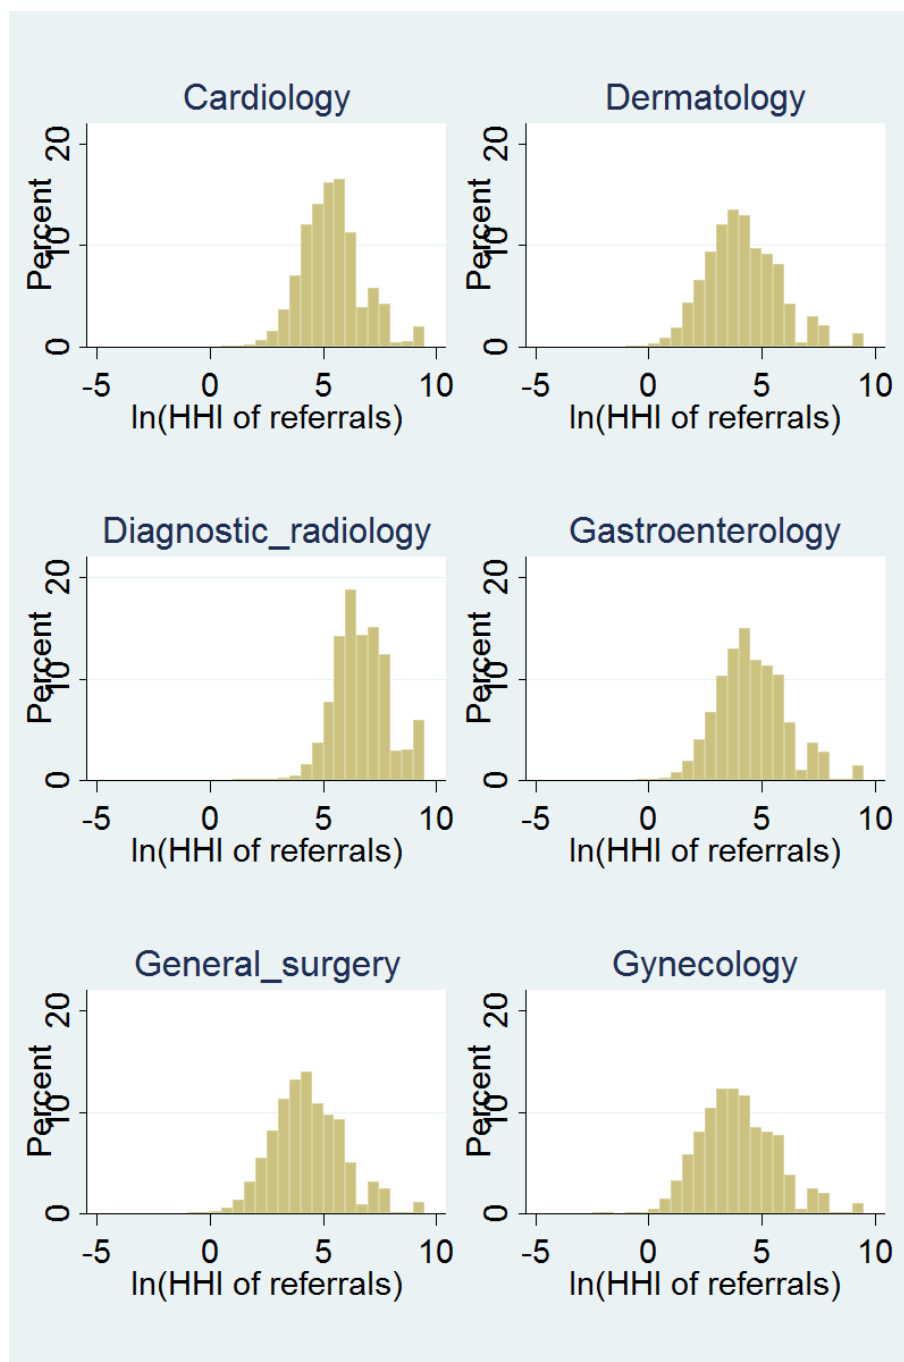 Cardiology
Percent
20
10
0
-5 0 5 10
ln(HHI of referrals)
Dermatology
Percent
20
10
0
-5 0 5 10
ln(HHI of referrals)
Diagnostic_radiology
Percent
20
10
0
-5 0 5 10
ln(HHI of referrals)
Gastroenterology
Percent
20
10
0
-5 0 5 10
ln(HHI of referrals)
General_surgery
Percent
20
10
0
-5 0 5 10
ln(HHI of referrals)
Gynecology
Percent
20
10
0
-5 0 5 10
ln(HHI of referrals)